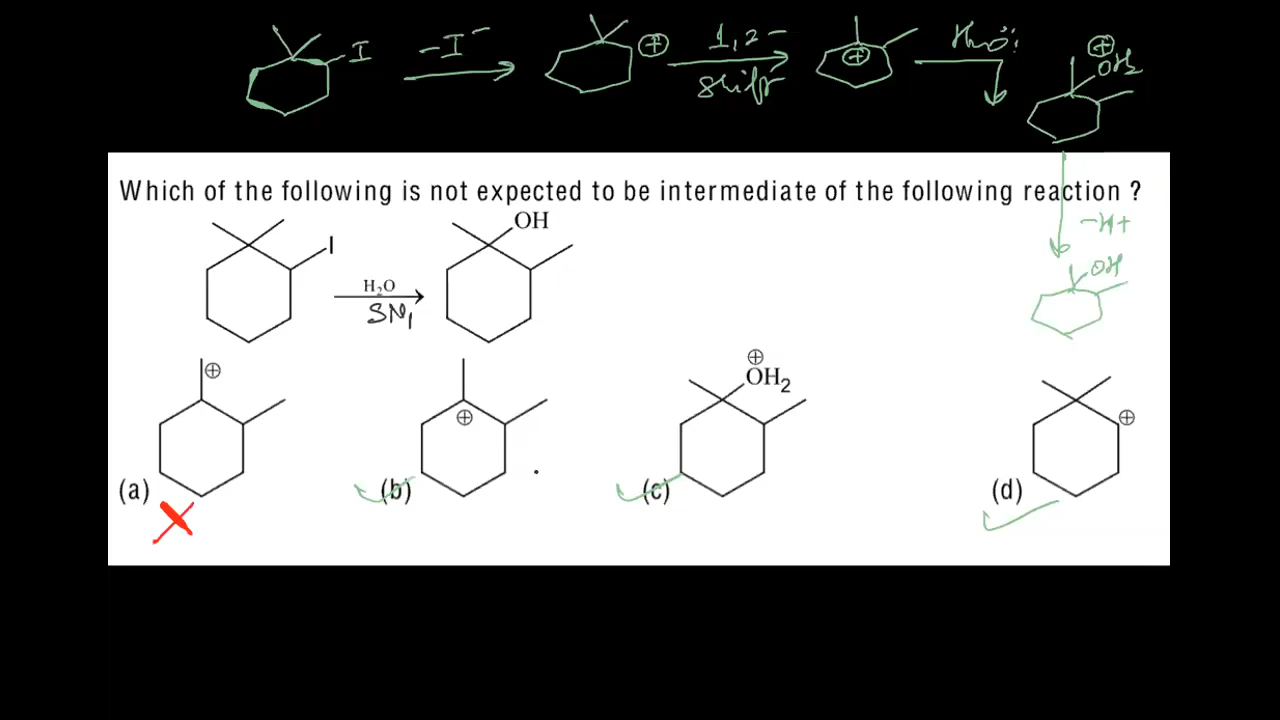 I −I⁻ ⊕ 1,2− shift ⊕ H₂Ö: ⊕ OH₂
Which of the following is not expected to be intermediate of the following reaction ?
−H+
OH
I OH
H₂O
SN₁
⊕ ⊕ ⊕ OH₂ ⊕
(a) (b) (c) (d)